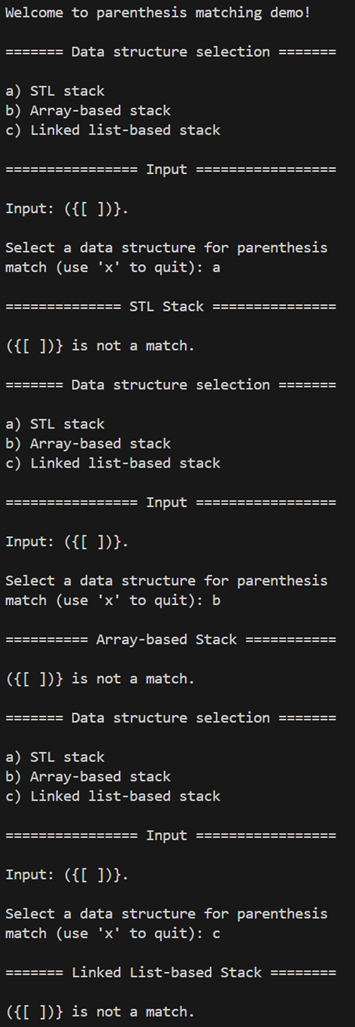 Welcome to parenthesis matching demo!
======= Data structure selection =======
a) STL stack
b) Array-based stack
c) Linked list-based stack
================ Input =================
Input: ({[ ])}.
Select a data structure for parenthesis
match (use 'x' to quit): a
============== STL Stack ===============
({[ ])} is not a match.
======= Data structure selection =======
a) STL stack
b) Array-based stack
c) Linked list-based stack
================ Input =================
Input: ({[ ])}.
Select a data structure for parenthesis
match (use 'x' to quit): b
========== Array-based Stack ===========
({[ ])} is not a match.
======= Data structure selection =======
a) STL stack
b) Array-based stack
c) Linked list-based stack
================ Input =================
Input: ({[ ])}.
Select a data structure for parenthesis
match (use 'x' to quit): c
======= Linked List-based Stack ========
({[ ])} is not a match.